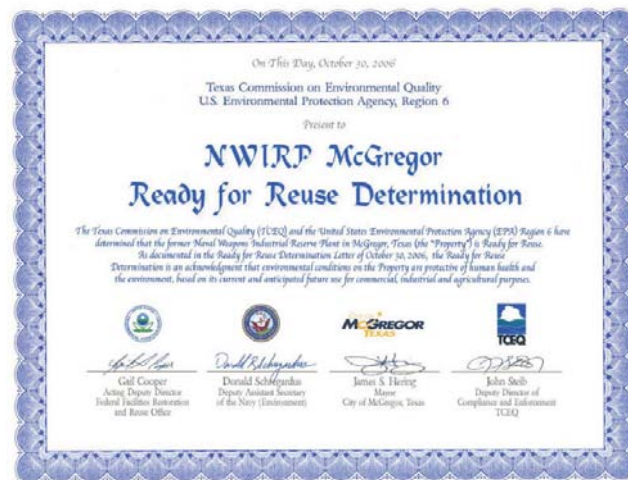 On This Day, October 30, 2006
Texas Commission on Environmental Quality
U.S. Environmental Protection Agency, Region 6
Present to
NWIRP McGregor
Ready for Reuse Determination
The Texas Commission on Environmental Quality (TCEQ) and the United States Environmental Protection Agency (EPA) Region 6 have
determined that the former Naval Weapons Industrial Reserve Plant in McGregor, Texas (the "Property") is Ready for Reuse.
As documented in the Ready for Reuse Determination Letter of October 30, 2006, the Ready for Reuse
Determination is an acknowledgment that environmental conditions on the Property are protective of human health and
the environment, based on its current and anticipated future use for commercial, industrial and agricultural purposes.
McGREGOR
TEXAS
TCEQ
Gail Cooper
Acting Deputy Director
Federal Facilities Restoration
and Reuse Office
Donald Schregardus
Deputy Assistant Secretary
of the Navy (Environment)
James S. Hering
Mayor
City of McGregor, Texas
John Steib
Deputy Director of
Compliance and Enforcement
TCEQ